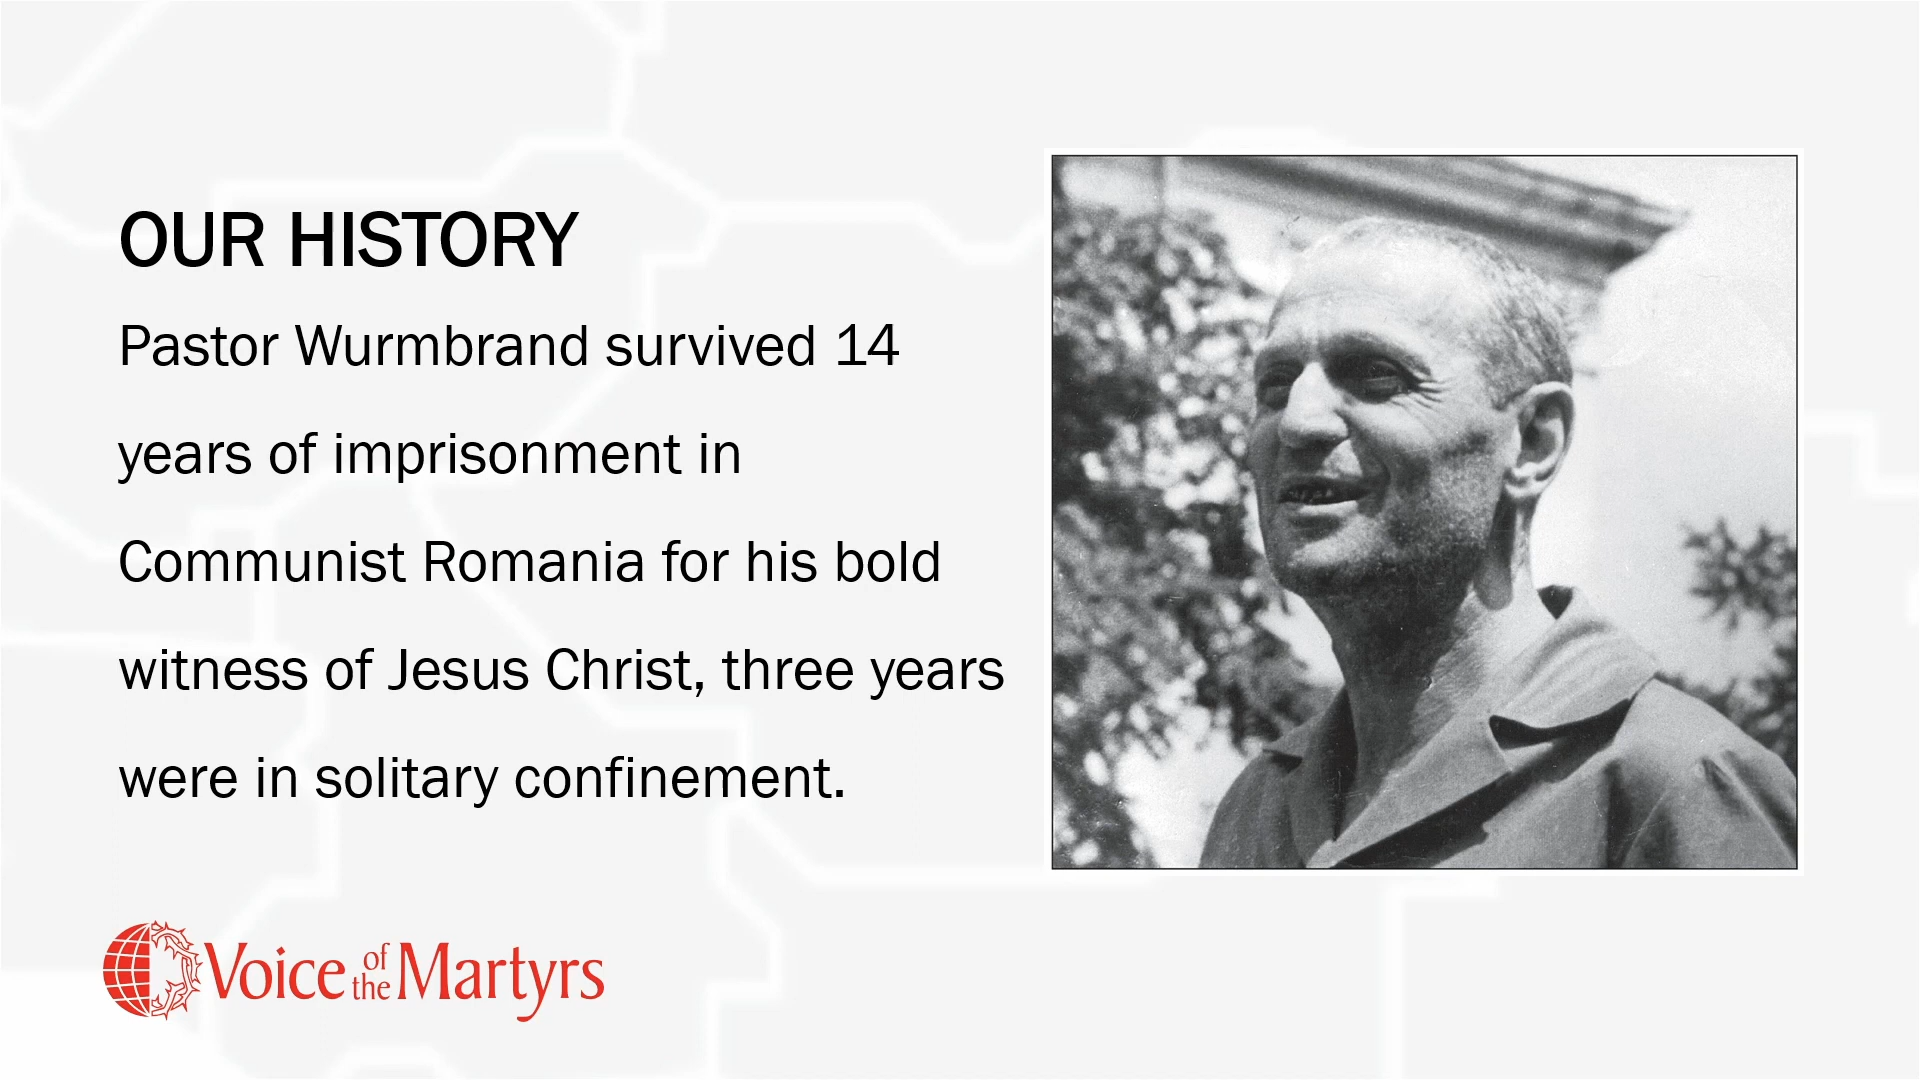 OUR HISTORY
Pastor Wurmbrand survived 14
years of imprisonment in
Communist Romania for his bold
witness of Jesus Christ, three years
were in solitary confinement.
Voice of the Martyrs